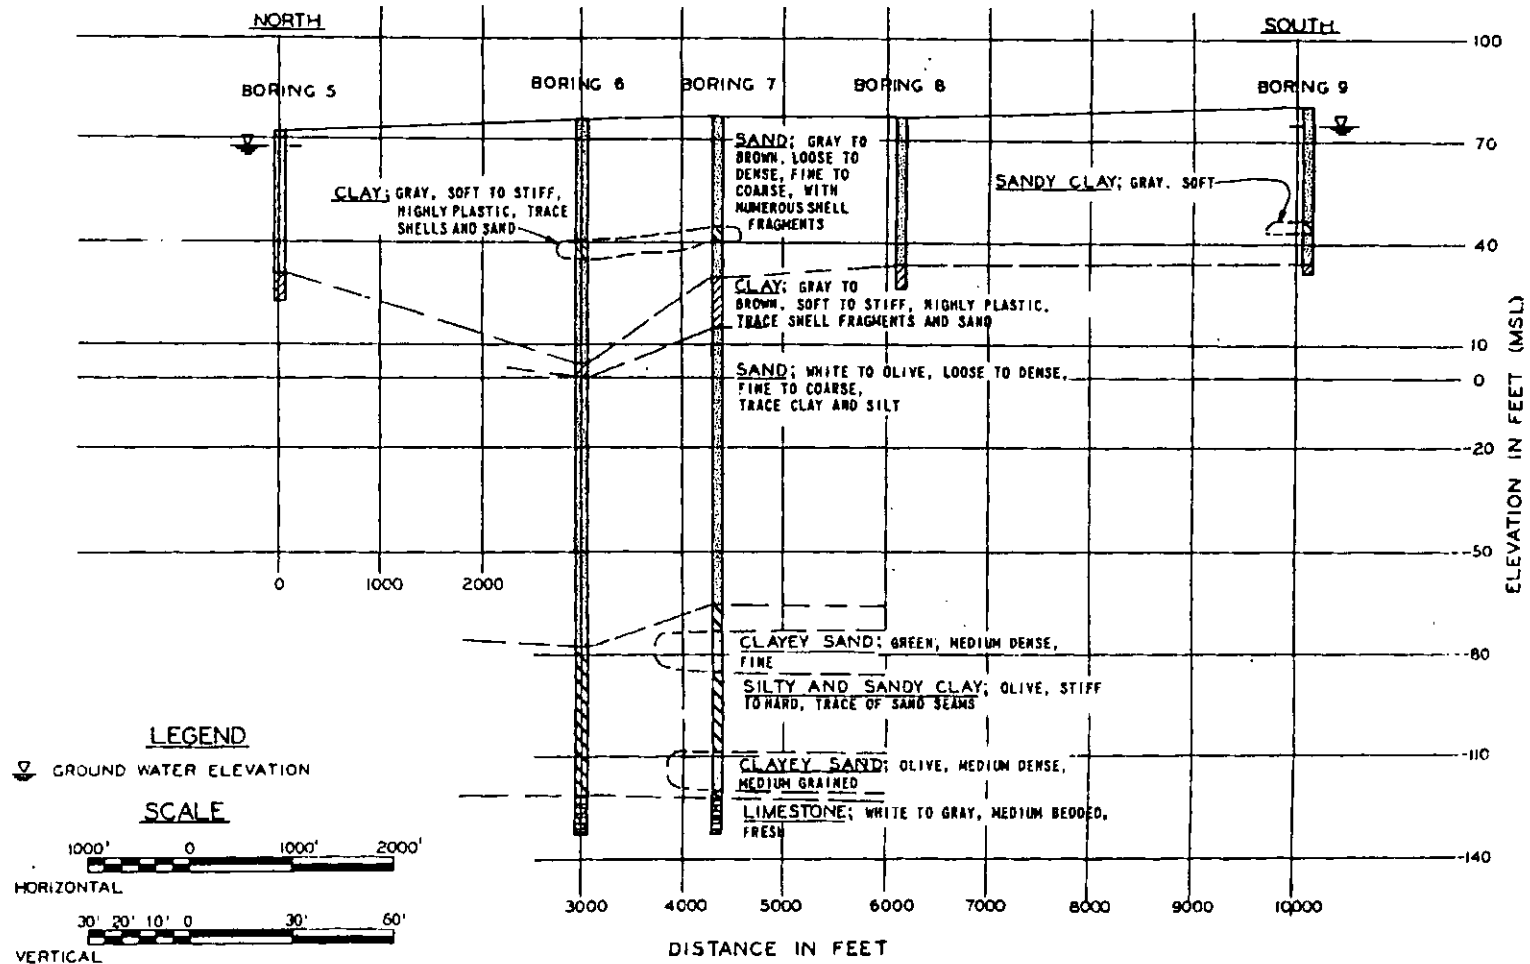 NORTH
SOUTH
100
BORING 5
BORING 6
BORING 7
BORING 8
BORING 9
SAND; GRAY TO
BROWN, LOOSE TO
DENSE, FINE TO
COARSE, WITH
NUMEROUS SHELL
FRAGMENTS
70
CLAY; GRAY, SOFT TO STIFF,
HIGHLY PLASTIC, TRACE
SHELLS AND SAND
SANDY CLAY; GRAY. SOFT
40
CLAY; GRAY TO
BROWN, SOFT TO STIFF, HIGHLY PLASTIC,
TRACE SHELL FRAGMENTS AND SAND
10
SAND; WHITE TO OLIVE, LOOSE TO DENSE,
FINE TO COARSE,
TRACE CLAY AND SILT
0
-20
-50
ELEVATION IN FEET (MSL)
0
1000
2000
CLAYEY SAND; GREEN, MEDIUM DENSE,
FINE
-80
SILTY AND SANDY CLAY; OLIVE, STIFF
TO HARD, TRACE OF SAND SEAMS
-110
CLAYEY SAND; OLIVE, MEDIUM DENSE,
MEDIUM GRAINED
LIMESTONE; WHITE TO GRAY, MEDIUM BEDDED,
FRESH
-140
LEGEND
GROUND WATER ELEVATION
SCALE
1000' 0 1000' 2000'
HORIZONTAL
30' 20' 10' 0 30' 60'
VERTICAL
3000 4000 5000 6000 7000 8000 9000 10,000
DISTANCE IN FEET